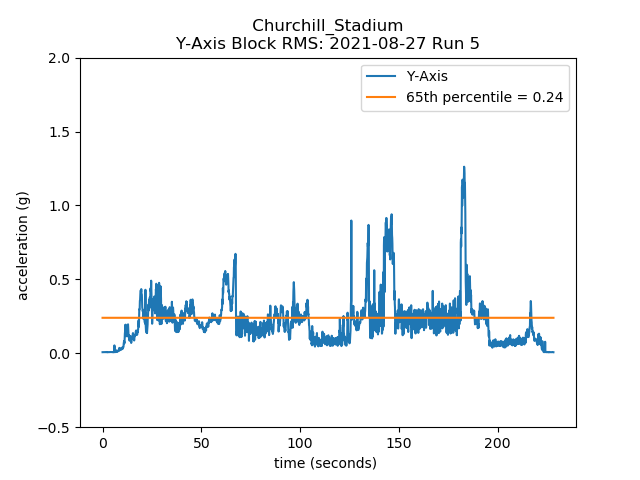 Churchill_Stadium
Y-Axis Block RMS: 2021-08-27 Run 5
Y-Axis
65th percentile = 0.24
2.0
1.5
1.0
0.5
0.0
−0.5
acceleration (g)
0 50 100 150 200
time (seconds)